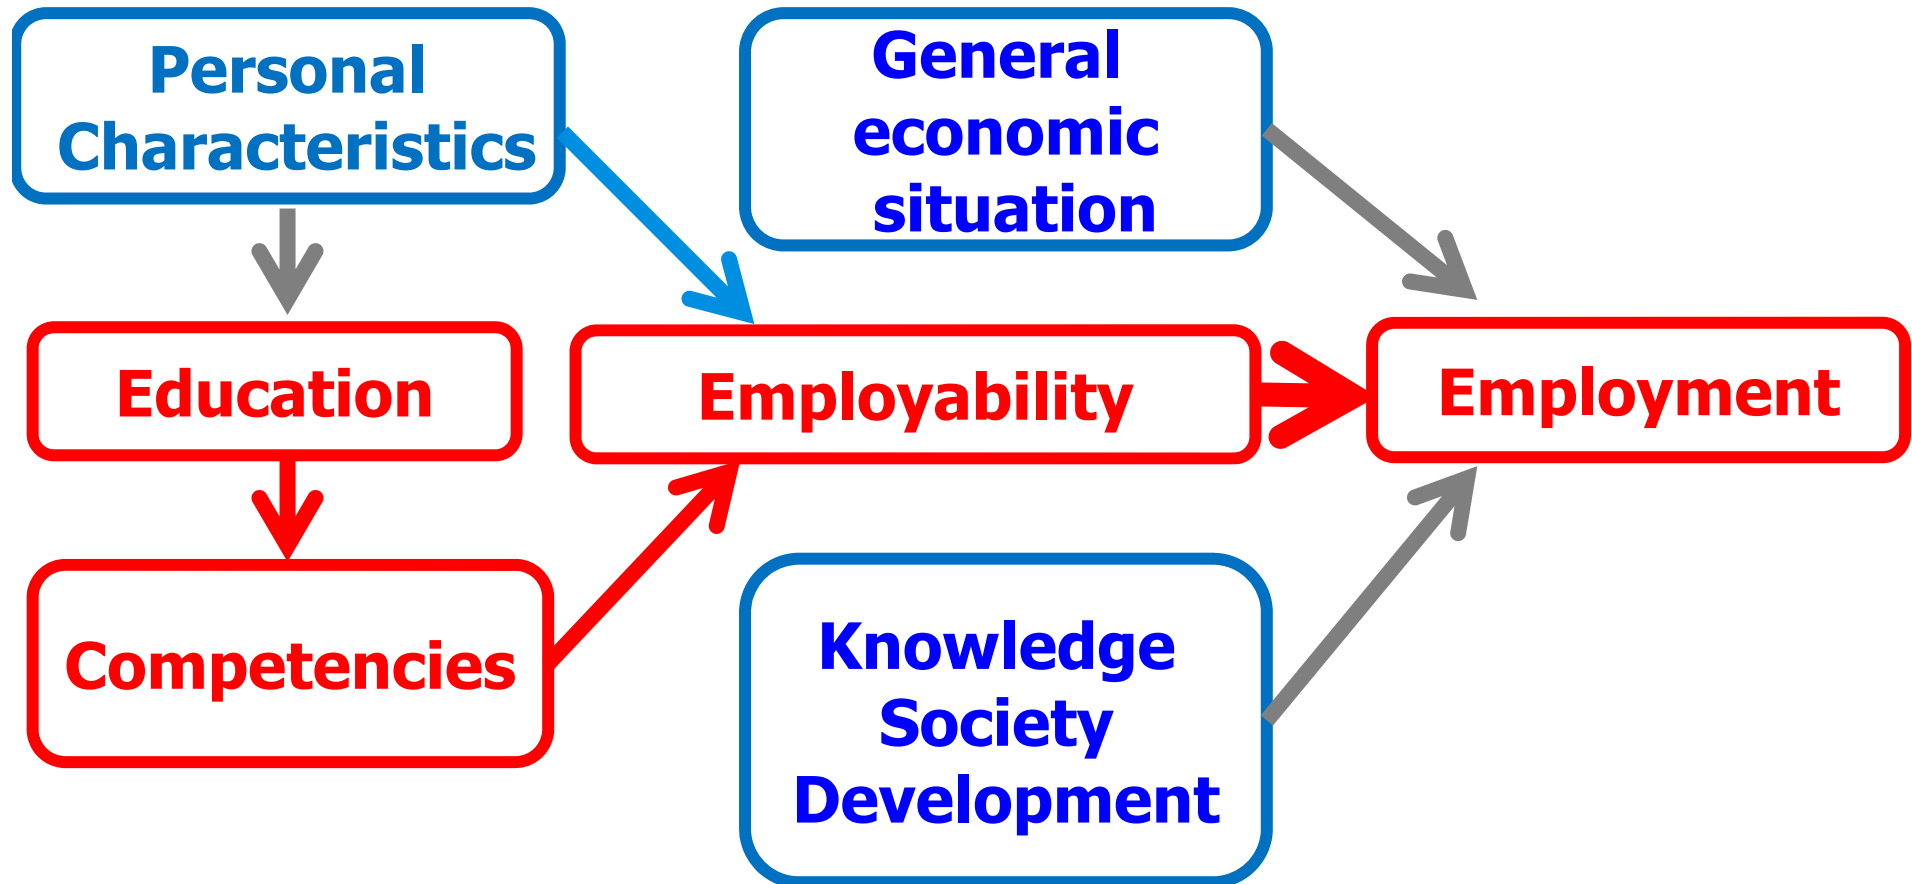 Personal
Characteristics
General
economic
situation
Education
Employability
Employment
Competencies
Knowledge
Society
Development